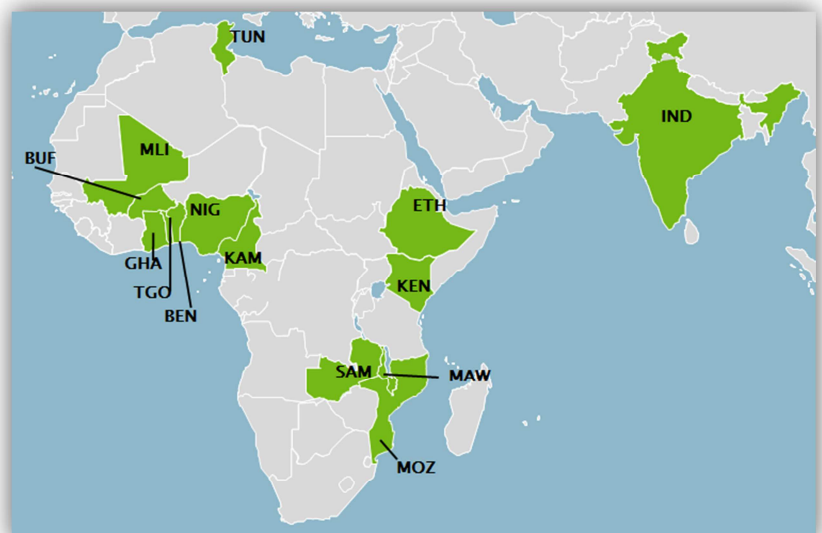 TUN
IND
MLI
BUF
ETH
NIG
KAM
GHA
KEN
TGO
BEN
SAM
MAW
MOZ